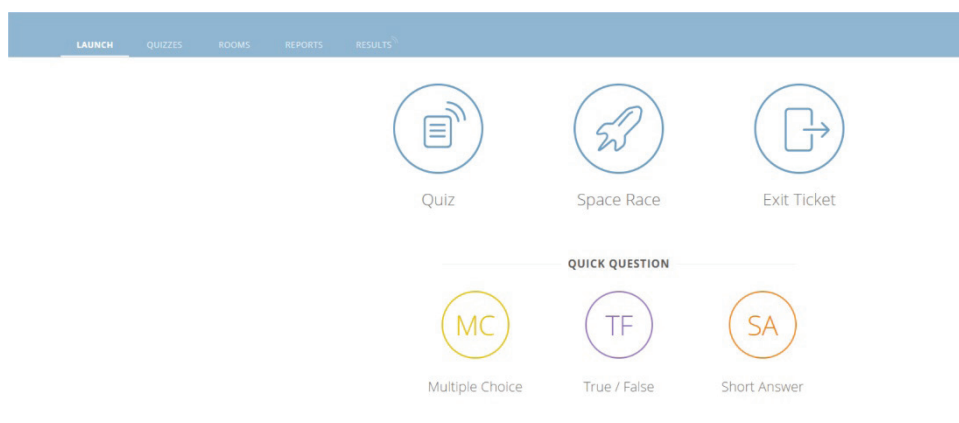 LAUNCH QUIZZES ROOMS REPORTS RESULTS
Quiz Space Race Exit Ticket
QUICK QUESTION
MC TF SA
Multiple Choice True / False Short Answer